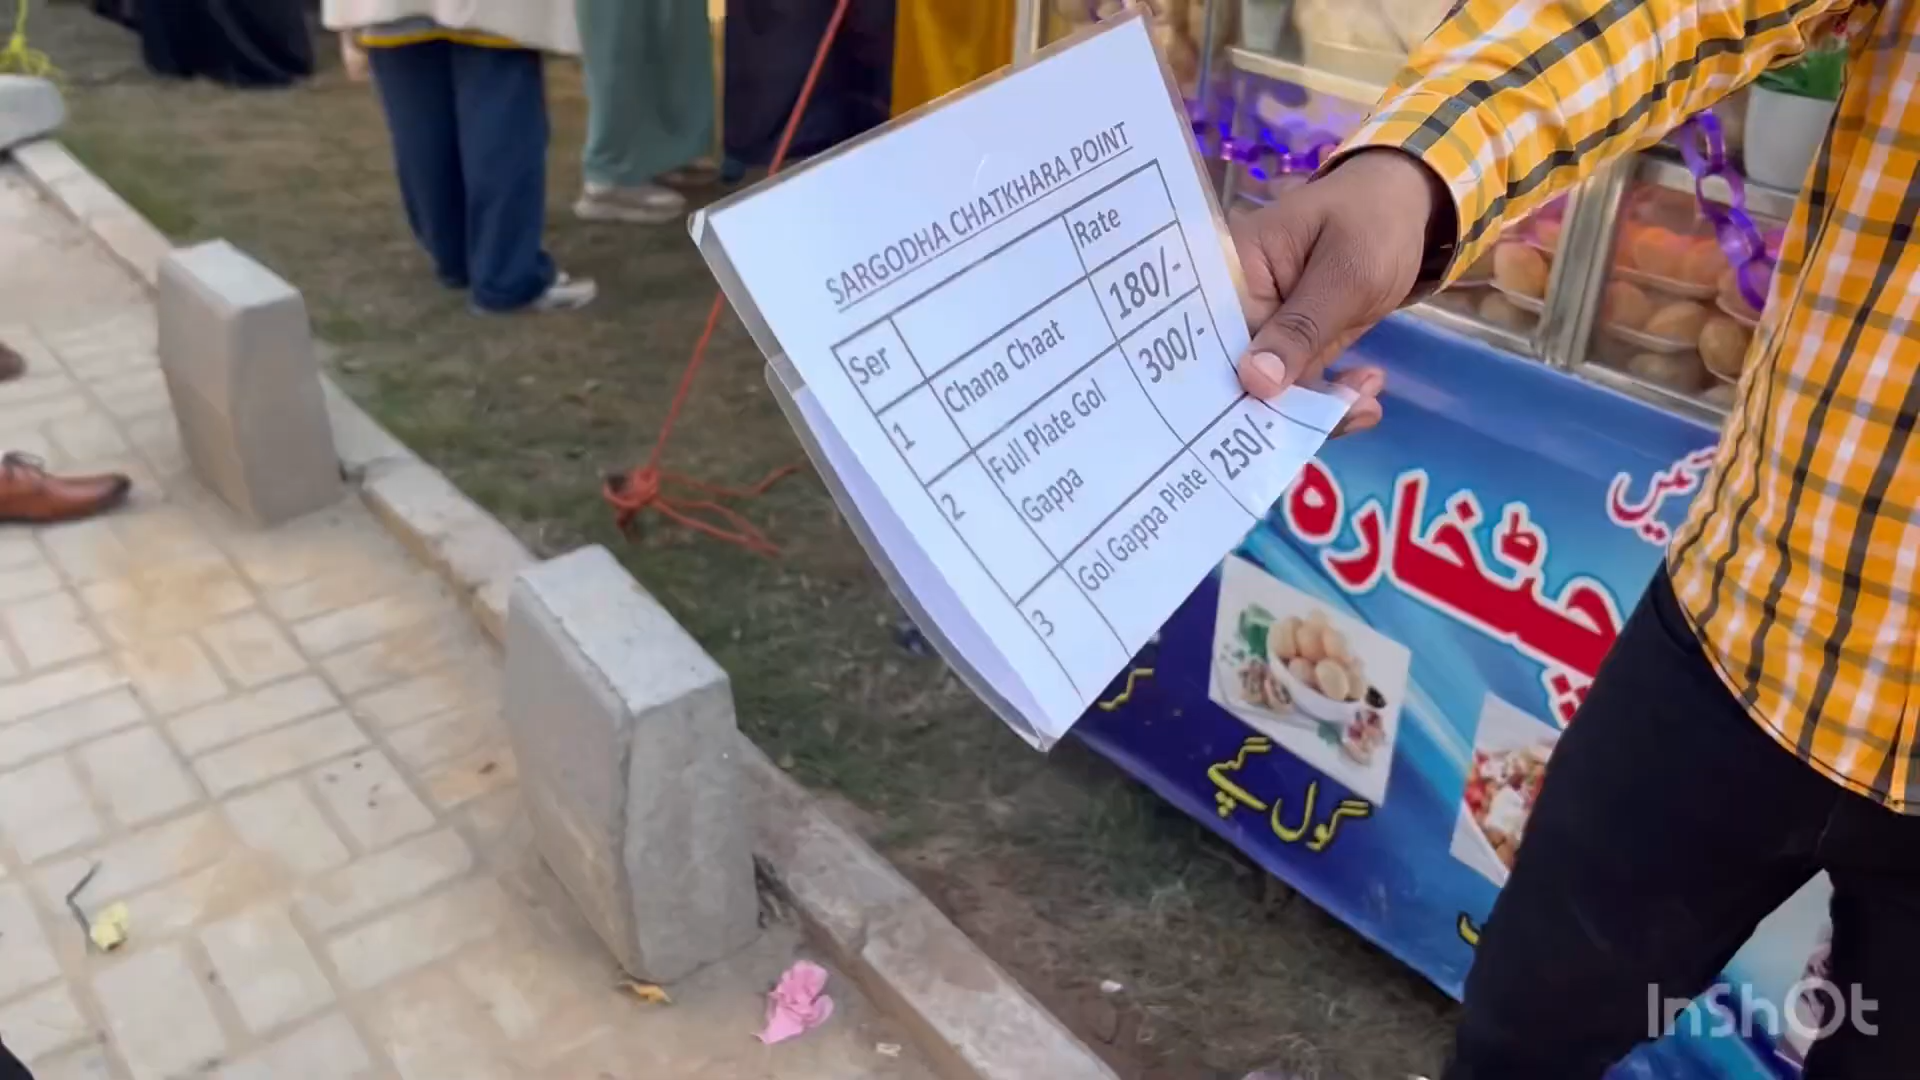 SARGODHA CHATKHARA POINT
Ser Rate
1 Chana Chaat 180/-
2 Full Plate Gol Gappa 300/-
3 Gol Gappa Plate 250/-
چٹخارہ
گول گپے
InShOt